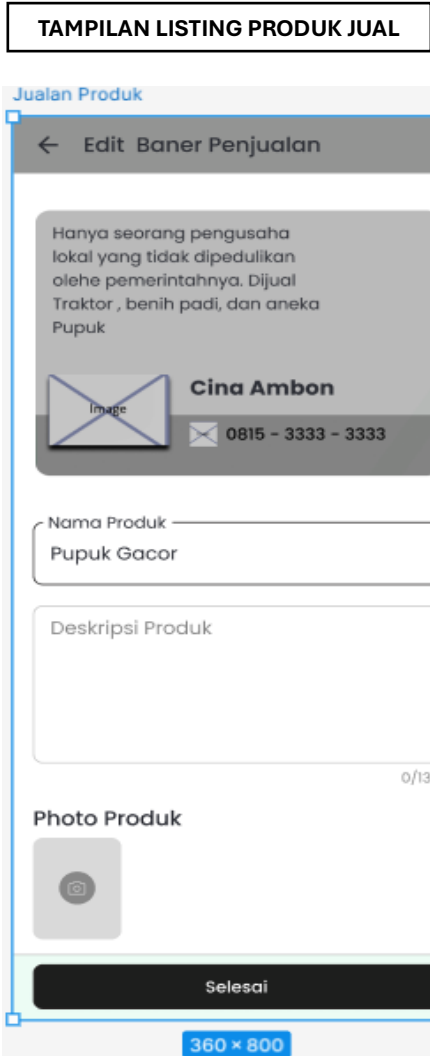 TAMPILAN LISTING PRODUK JUAL
Jualan Produk
Edit Baner Penjualan
Hanya seorang pengusaha
lokal yang tidak dipedulikan
olehe pemerintahnya. Dijual
Traktor , benih padi, dan aneka
Pupuk
Image
Cina Ambon
0815 - 3333 - 3333
Nama Produk
Pupuk Gacor
Deskripsi Produk
0/13
Photo Produk
Selesai
360 × 800